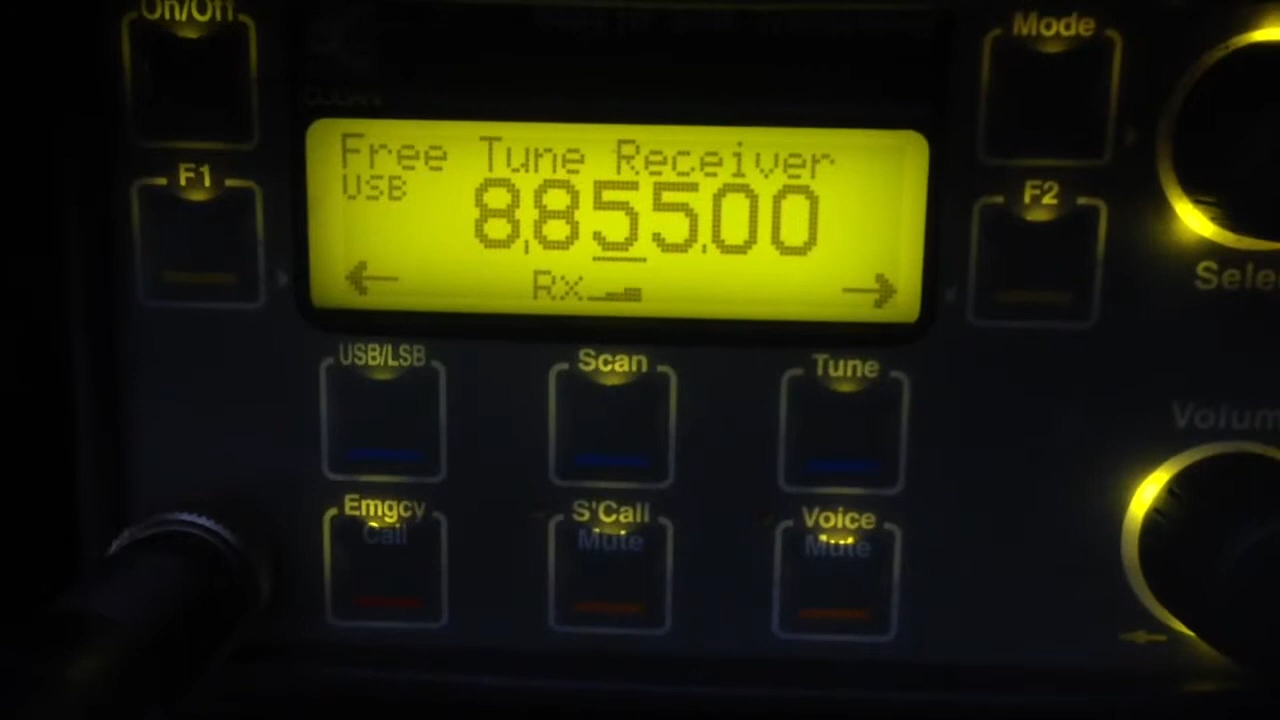 On/Off
Mode
Free Tune Receiver
USB 8,855.00
F1
F2
← Rx →
Sele
USB/LSB
Scan
Tune
Volum
Emgcy
Call
S'Call
Mute
Voice
Mute